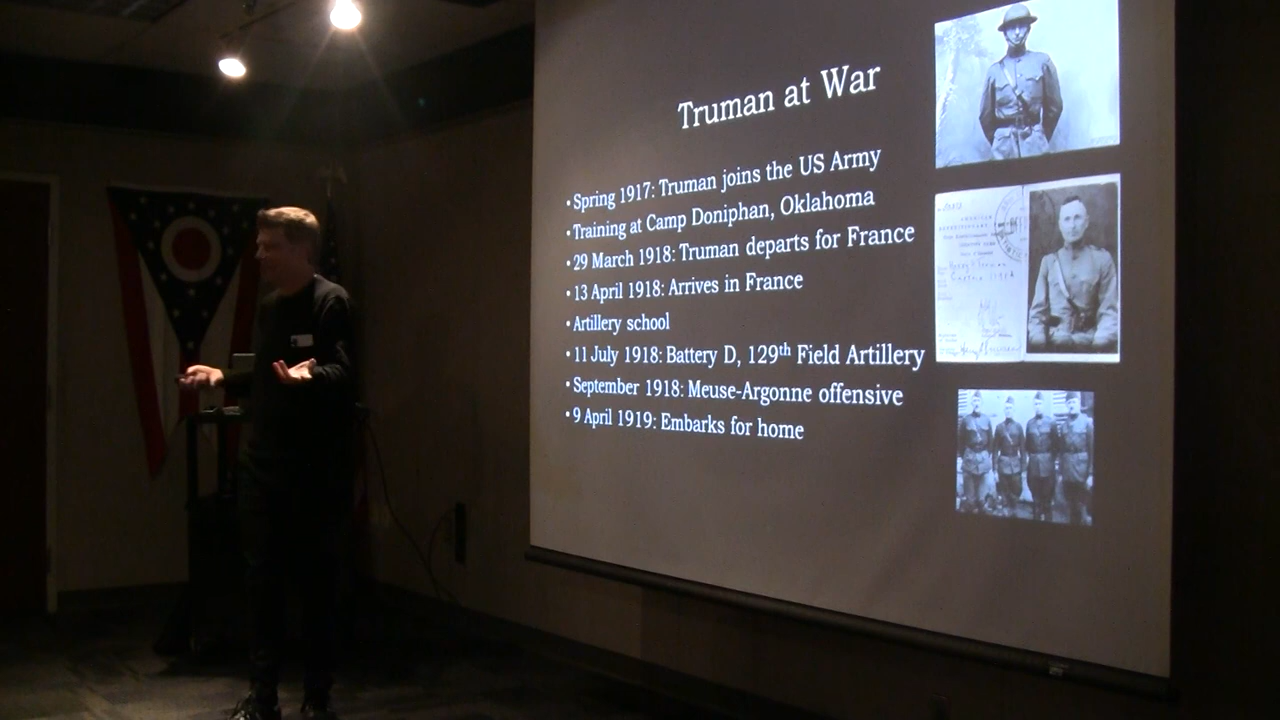 Truman at War
• Spring 1917: Truman joins the US Army
• Training at Camp Doniphan, Oklahoma
• 29 March 1918: Truman departs for France
• 13 April 1918: Arrives in France
• Artillery school
• 11 July 1918: Battery D, 129th Field Artillery
• September 1918: Meuse-Argonne offensive
• 9 April 1919: Embarks for home
AMERICAN